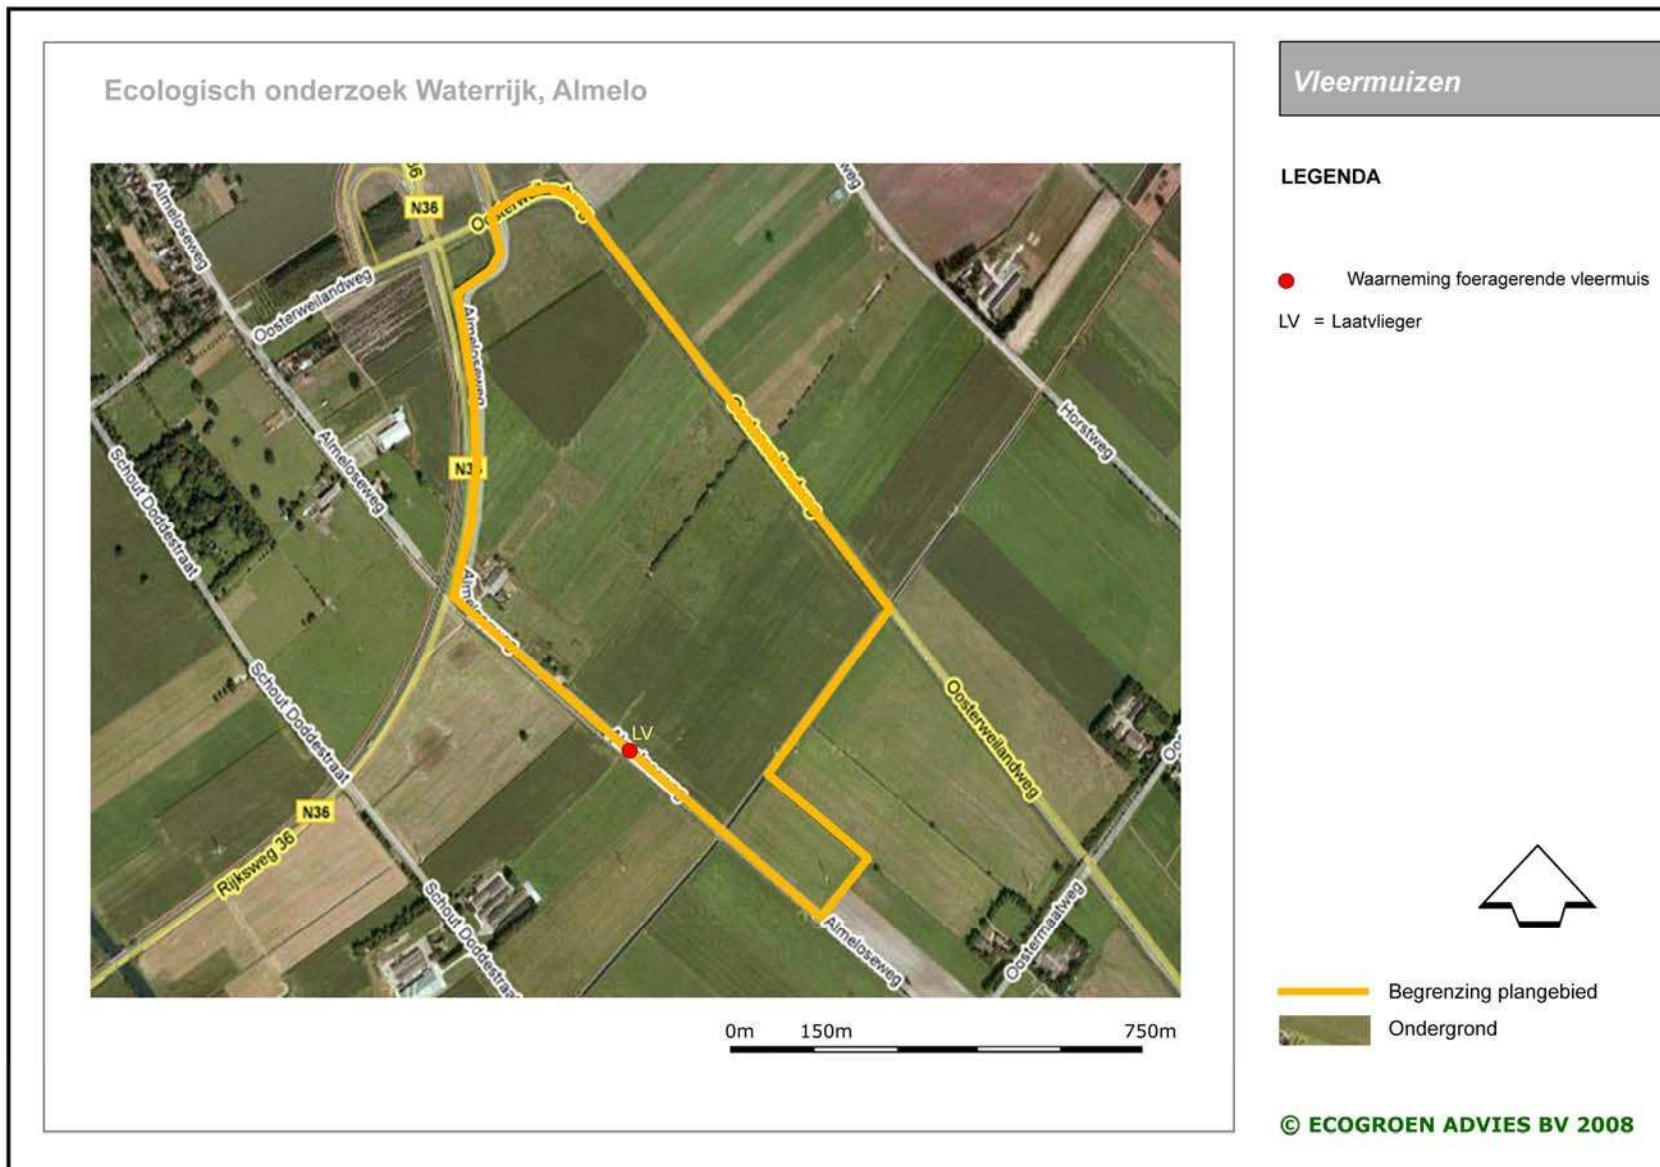 Ecologisch onderzoek Waterrijk, Almelo
Vleermuizen
LEGENDA
Waarneming foeragerende vleermuis
LV = Laatvlieger
Almeloseweg
N36
Oosterweilandweg
Almeloseweg
Almeloseweg
Schout Doddestraat
Horstweg
weg
Schout Doddestraat
LV
Oosterweilandweg
N36
Rijksweg 36
Schout Doddestraat
Almeloseweg
Oostermaatweg
0m 150m 750m
Begrenzing plangebied
Ondergrond
© ECOGROEN ADVIES BV 2008